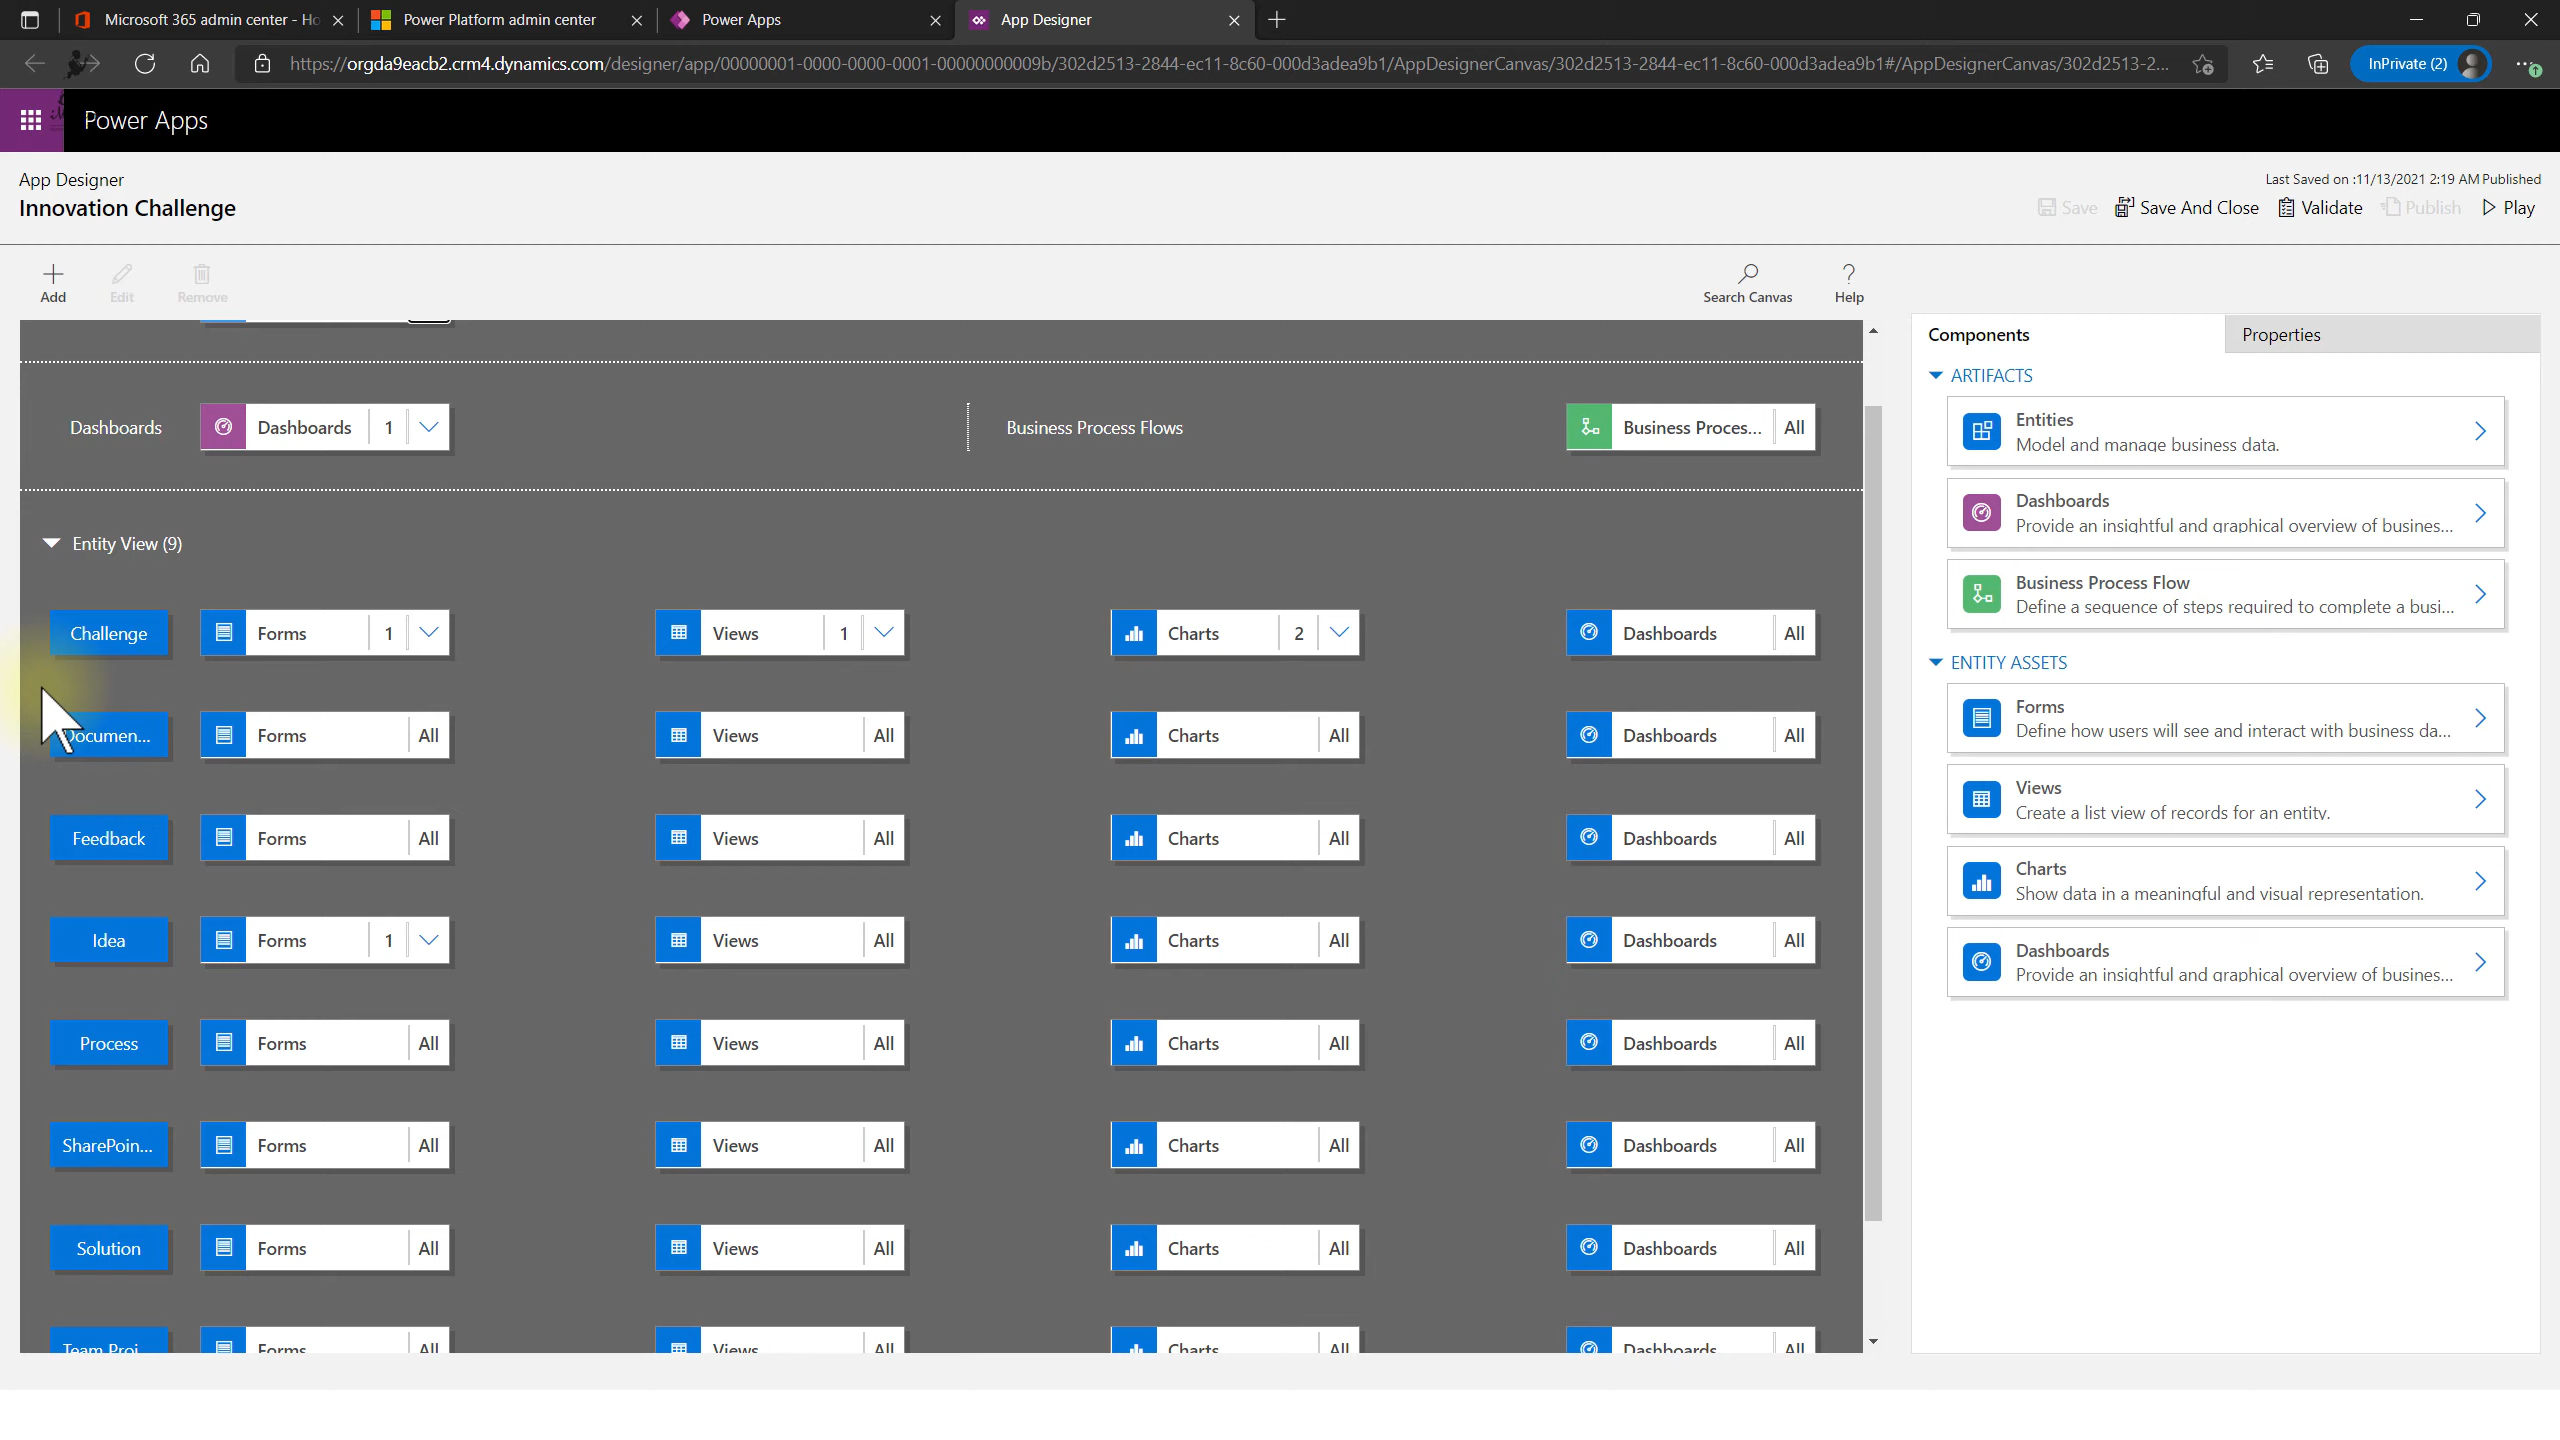 Microsoft 365 admin center - Ho
Power Platform admin center
Power Apps
App Designer
https://orgda9eacb2.crm4.dynamics.com/designer/app/00000001-0000-0000-0001-00000000009b/302d2513-2844-ec11-8c60-000d3adea9b1/AppDesignerCanvas/302d2513-2844-ec11-8c60-000d3adea9b1#/AppDesignerCanvas/302d2513-2...
InPrivate (2)
Power Apps
App Designer
Last Saved on :11/13/2021 2:19 AM Published
Innovation Challenge
Save
Save And Close
Validate
Publish
Play
Add
Edit
Remove
Search Canvas
Help
Dashboards
Dashboards 1
Business Process Flows
Business Proces... All
Entity View (9)
Challenge Forms 1 Views 1 Charts 2 Dashboards All
Documen... Forms All Views All Charts All Dashboards All
Feedback Forms All Views All Charts All Dashboards All
Idea Forms 1 Views All Charts All Dashboards All
Process Forms All Views All Charts All Dashboards All
SharePoin... Forms All Views All Charts All Dashboards All
Solution Forms All Views All Charts All Dashboards All
Team Proj... Forms All Views All Charts All Dashboards All
Components
Properties
ARTIFACTS
Entities
Model and manage business data.
Dashboards
Provide an insightful and graphical overview of busines...
Business Process Flow
Define a sequence of steps required to complete a busi...
ENTITY ASSETS
Forms
Define how users will see and interact with business da...
Views
Create a list view of records for an entity.
Charts
Show data in a meaningful and visual representation.
Dashboards
Provide an insightful and graphical overview of busines...